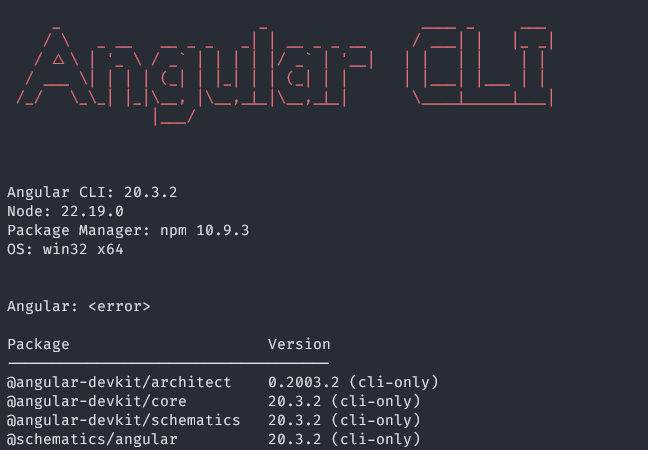 Angular CLI
Angular CLI: 20.3.2
Node: 22.19.0
Package Manager: npm 10.9.3
OS: win32 x64
Angular: <error>
Package Version
@angular-devkit/architect 0.2003.2 (cli-only)
@angular-devkit/core 20.3.2 (cli-only)
@angular-devkit/schematics 20.3.2 (cli-only)
@schematics/angular 20.3.2 (cli-only)